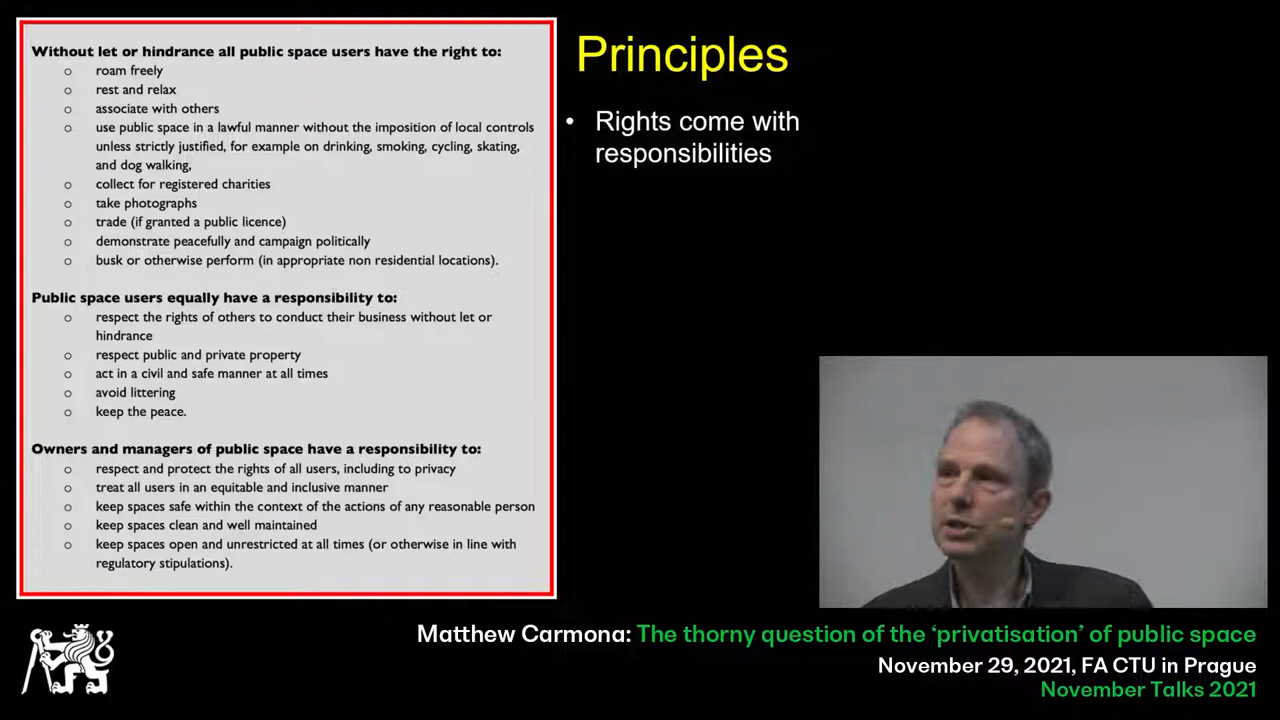 Without let or hindrance all public space users have the right to:
o roam freely
o rest and relax
o associate with others
o use public space in a lawful manner without the imposition of local controls
unless strictly justified, for example on drinking, smoking, cycling, skating,
and dog walking,
o collect for registered charities
o take photographs
o trade (if granted a public licence)
o demonstrate peacefully and campaign politically
o busk or otherwise perform (in appropriate non residential locations).
Public space users equally have a responsibility to:
o respect the rights of others to conduct their business without let or
hindrance
o respect public and private property
o act in a civil and safe manner at all times
o avoid littering
o keep the peace.
Owners and managers of public space have a responsibility to:
o respect and protect the rights of all users, including to privacy
o treat all users in an equitable and inclusive manner
o keep spaces safe within the context of the actions of any reasonable person
o keep spaces clean and well maintained
o keep spaces open and unrestricted at all times (or otherwise in line with
regulatory stipulations).
Principles
• Rights come with
responsibilities
Matthew Carmona: The thorny question of the ‘privatisation’ of public space
November 29, 2021, FA CTU in Prague
November Talks 2021